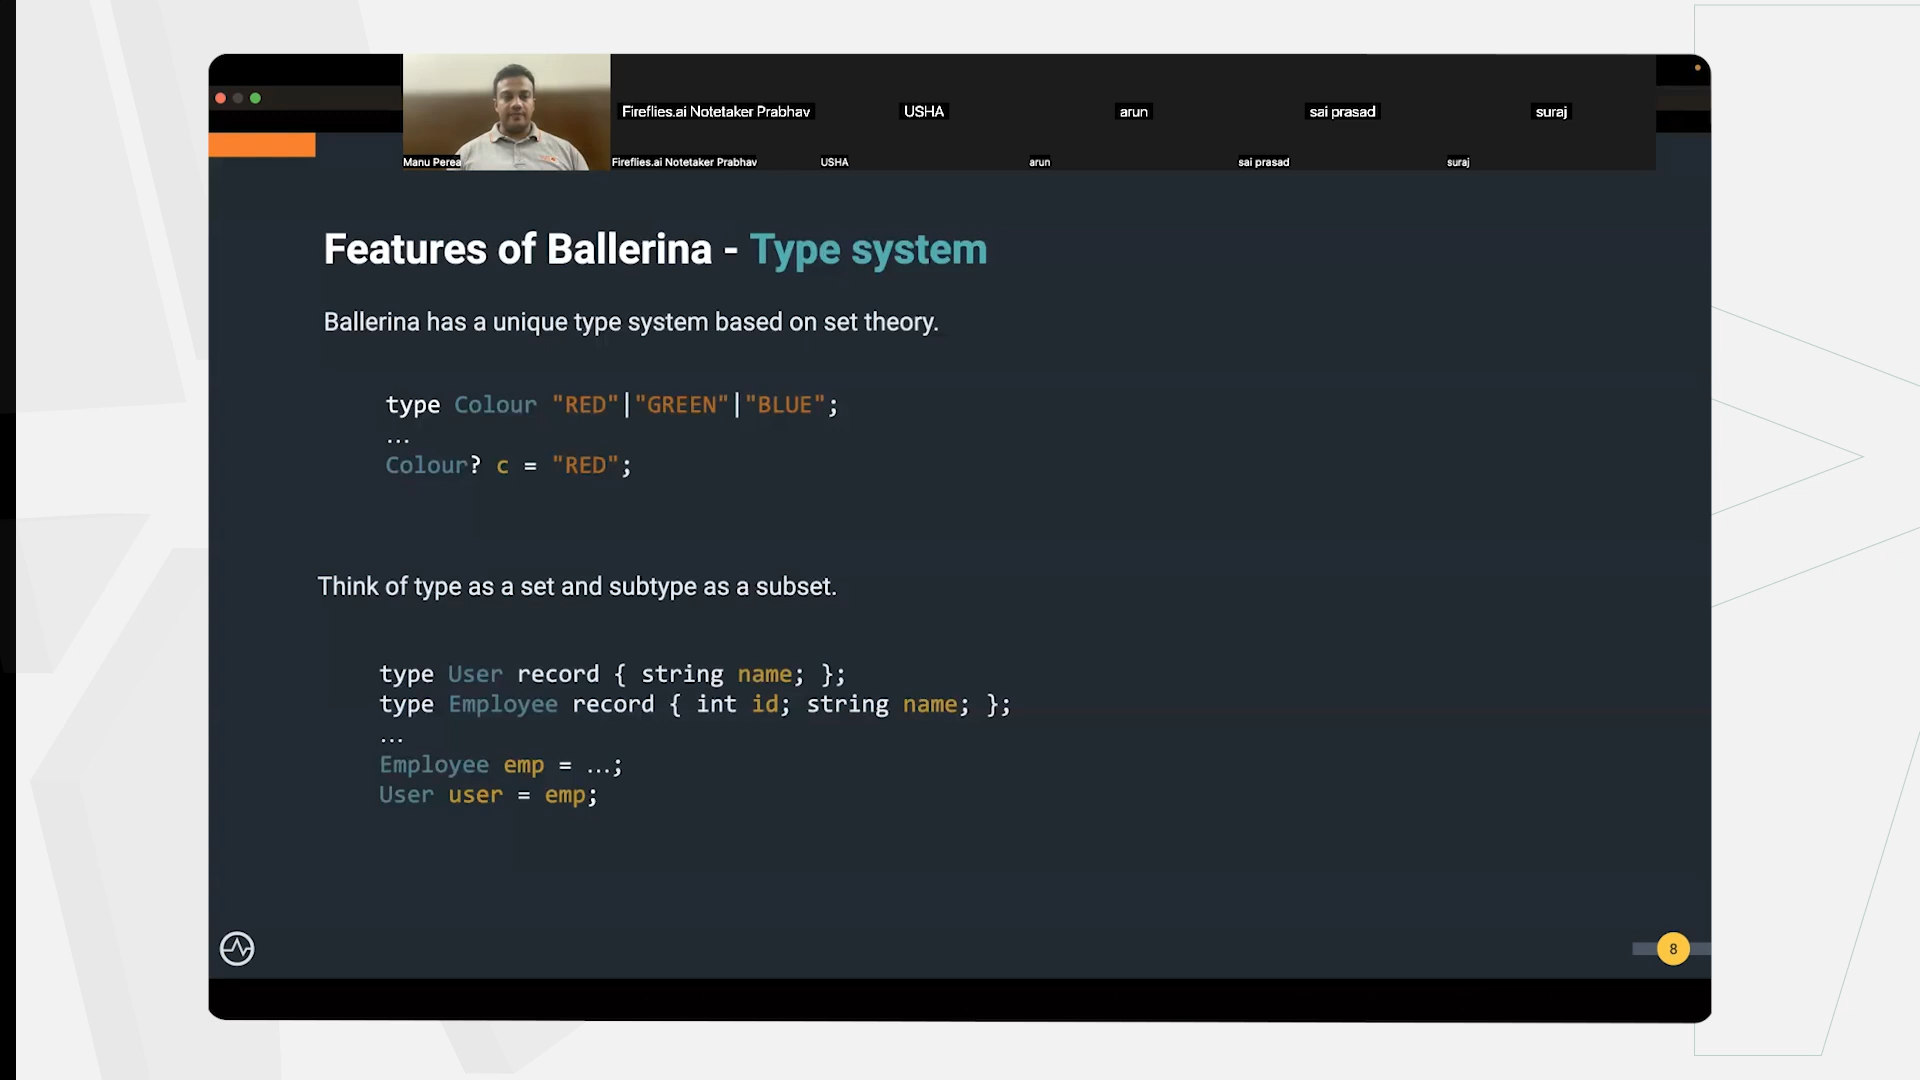 Fireflies.ai Notetaker Prabhav
USHA
arun
sai prasad
suraj
Manu Perea
Fireflies.ai Notetaker Prabhav
USHA
arun
sai prasad
suraj
Features of Ballerina - Type system
Ballerina has a unique type system based on set theory.
type Colour "RED"|"GREEN"|"BLUE";
...
Colour? c = "RED";
Think of type as a set and subtype as a subset.
type User record { string name; };
type Employee record { int id; string name; };
...
Employee emp = ...;
User user = emp;
8